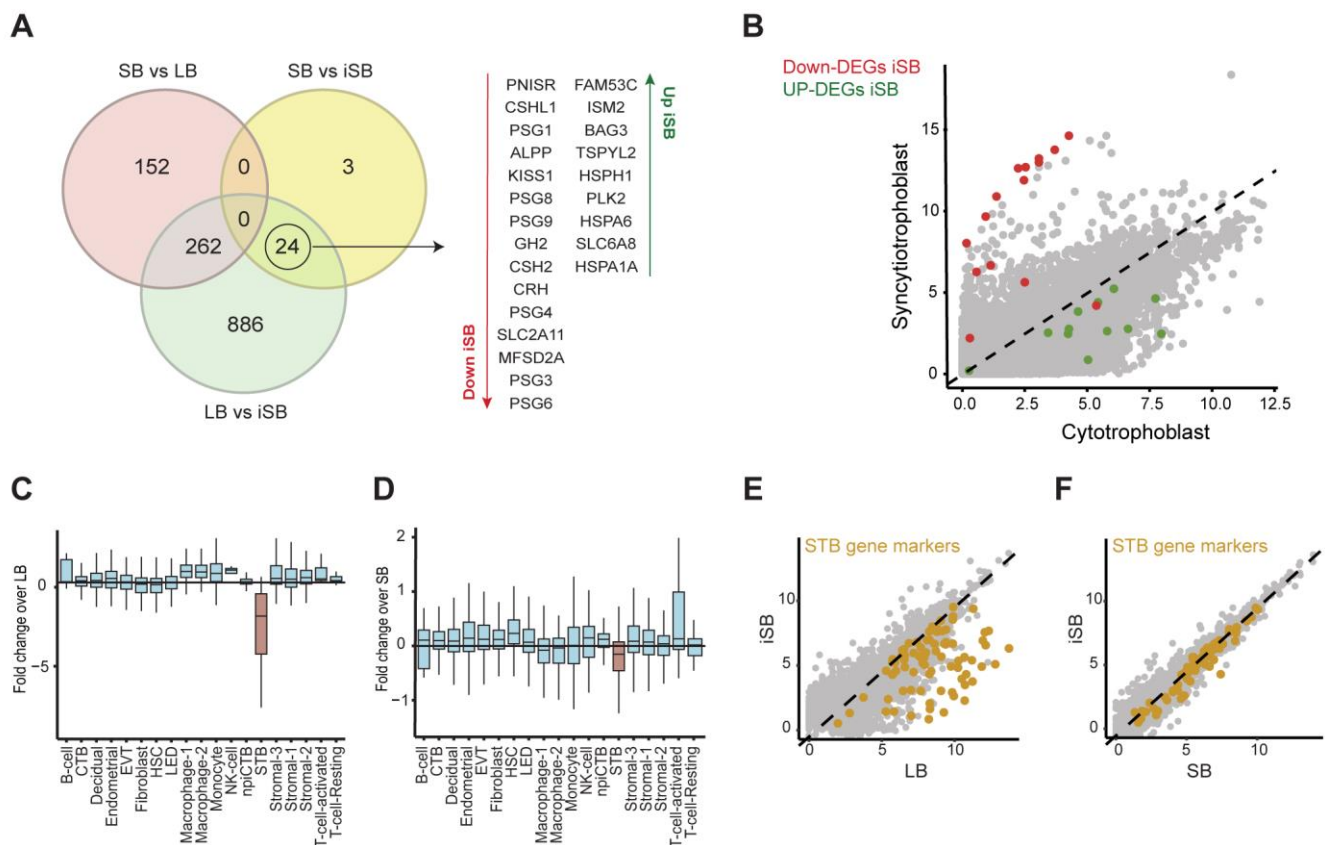 A
SB vs LB
SB vs iSB
152
0
3
0
262
24
886
LB vs iSB
Down iSB
PNISR FAM53C
CSHL1 ISM2
PSG1 BAG3
ALPP TSPYL2
KISS1 HSPH1
PSG8 PLK2
PSG9 HSPA6
GH2 SLC6A8
CSH2 HSPA1A
CRH
PSG4
SLC2A11
MFSD2A
PSG3
PSG6
Up iSB
B
Down-DEGs iSB
UP-DEGs iSB
Syncytiotrophoblast
15
10
5
0
0.0 2.5 5.0 7.5 10.0 12.5
Cytotrophoblast
C
Fold change over LB
0
−5
B-cell
CTB
Decidual
Endometrial
EVT
Fibroblast
HSC
LED
Macrophage-1
Macrophage-2
Monocyte
NK-cell
npiCTB
STB
Stromal-3
Stromal-1
Stromal-2
T-cell-activated
T-cell-Resting
D
Fold change over SB
2
1
0
−1
B-cell
CTB
Decidual
Endometrial
EVT
Fibroblast
HSC
LED
Macrophage-1
Macrophage-2
Monocyte
NK-cell
npiCTB
STB
Stromal-3
Stromal-1
Stromal-2
T-cell-activated
T-cell-Resting
E
STB gene markers
iSB
10
5
0
0 5 10
LB
F
STB gene markers
iSB
10
5
0
0 5 10
SB